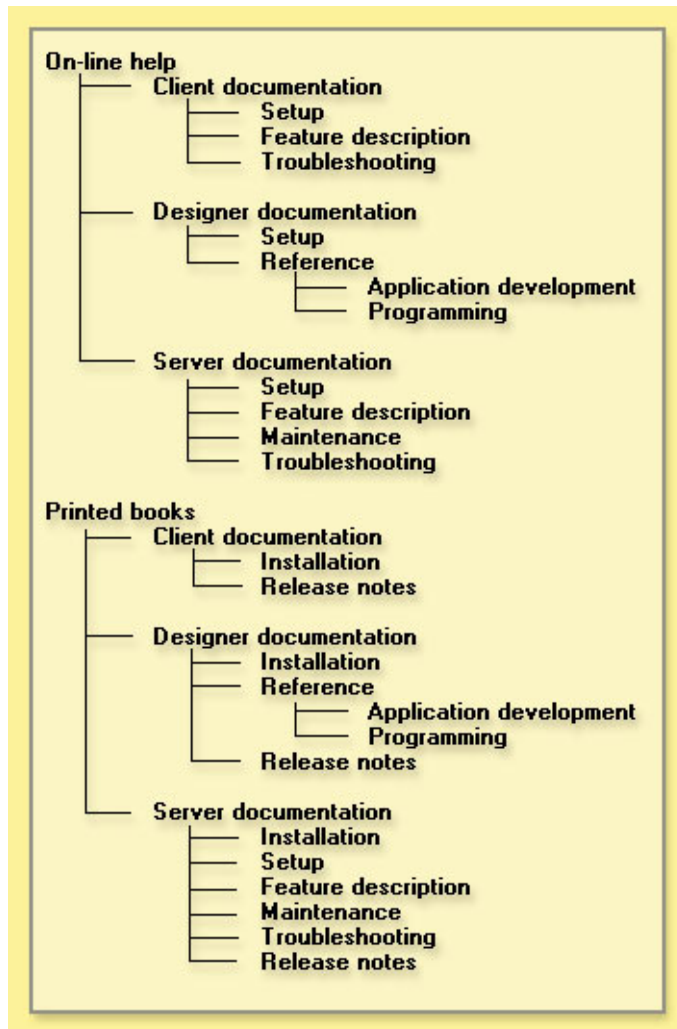 On-line help
Client documentation
Setup
Feature description
Troubleshooting
Designer documentation
Setup
Reference
Application development
Programming
Server documentation
Setup
Feature description
Maintenance
Troubleshooting
Printed books
Client documentation
Installation
Release notes
Designer documentation
Installation
Reference
Application development
Programming
Release notes
Server documentation
Installation
Setup
Feature description
Maintenance
Troubleshooting
Release notes